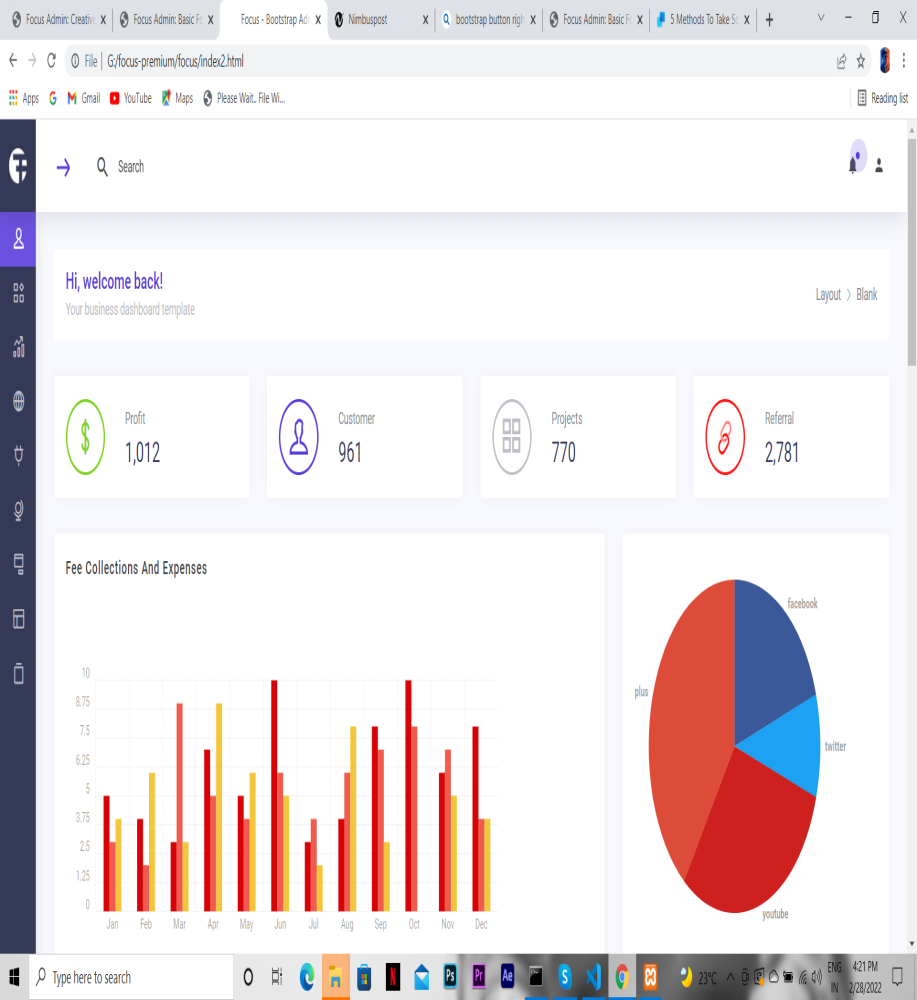 Focus Admin: Creative
Focus Admin: Basic Fo
Focus - Bootstrap Adm
Nimbuspost
bootstrap button righ
Focus Admin: Basic Fo
5 Methods To Take Sc
File | G:/focus-premium/focus/index2.html
Apps
Gmail
YouTube
Maps
Please Wait.. File Wi...
Reading list
Search
Hi, welcome back!
Your business dashboard template
Layout > Blank
Profit
1,012
Customer
961
Projects
770
Referral
2,781
Fee Collections And Expenses
10
8.75
7.5
6.25
5
3.75
2.5
1.25
0
Jan Feb Mar Apr May Jun Jul Aug Sep Oct Nov Dec
facebook
plus
twitter
youtube
Type here to search
Ps
Pr
Ae
23°C
ENG
IN
4:21 PM
2/28/2022